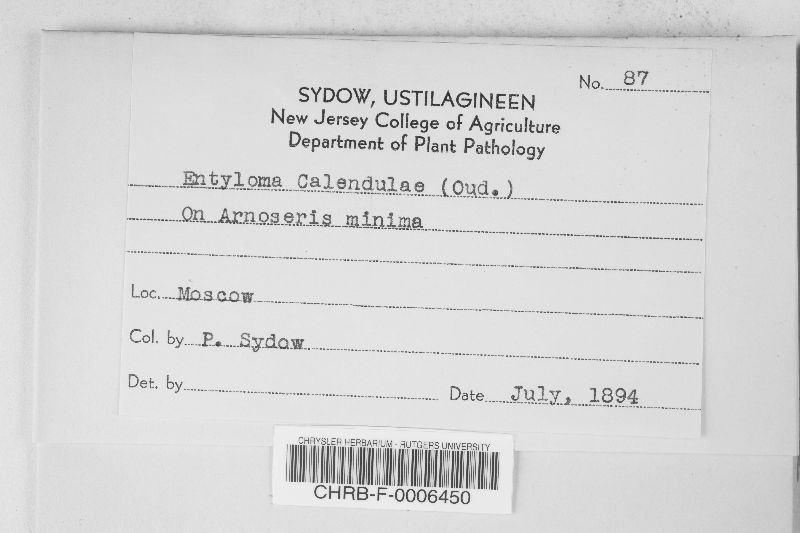 No. 87
SYDOW, USTILAGINEEN
New Jersey College of Agriculture
Department of Plant Pathology
Entyloma Calendulae (Oud.)
On Arnoseris minima
Loc. Moscow
Col. by P. Sydow
Det. by
Date July, 1894
CHRYSLER HERBARIUM - RUTGERS UNIVERSITY
CHRB-F-0006450